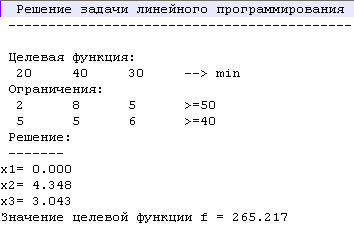 Решение задачи линейного программирования
-------------------------------------------
Целевая функция:
20 40 30 --> min
Ограничения:
2 8 5 >=50
5 5 6 >=40
Решение:
-------
x1= 0.000
x2= 4.348
x3= 3.043
Значение целевой функции f = 265.217